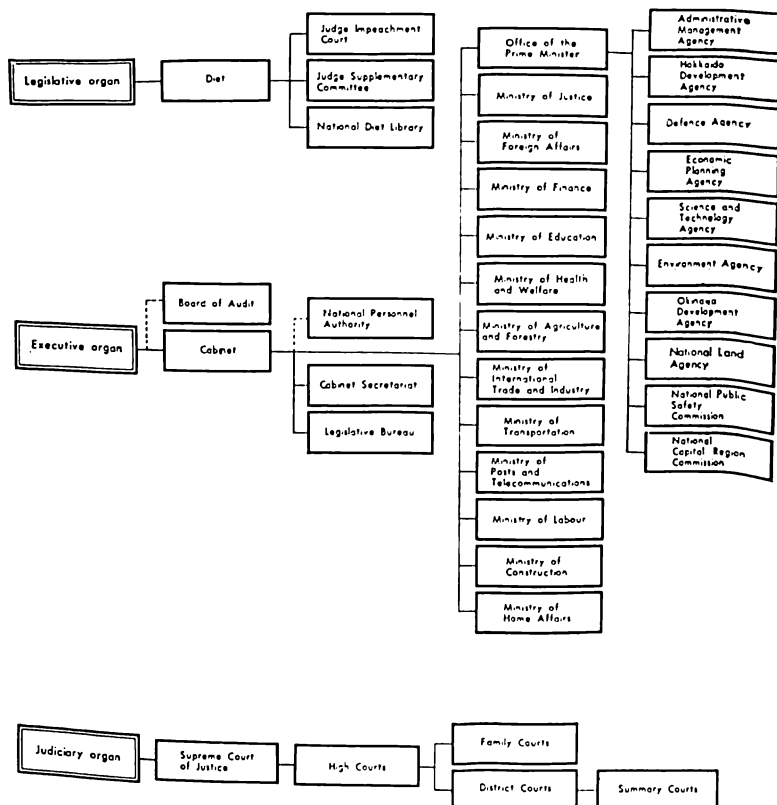 Legislative organ
Diet
Judge Impeachment
Court
Judge Supplementary
Committee
National Diet Library
Executive organ
Board of Audit
Cabinet
National Personnel
Authority
Cabinet Secretariat
Legislative Bureau
Office of the
Prime Minister
Ministry of Justice
Ministry of
Foreign Affairs
Ministry of Finance
Ministry of Education
Ministry of Health
and Welfare
Ministry of Agriculture
and Forestry
Ministry of
International
Trade and Industry
Ministry of
Transportation
Ministry of
Posts and
Telecommunications
Ministry of Labour
Ministry of
Construction
Ministry of
Home Affairs
Administrative
Management
Agency
Hokkaido
Development
Agency
Defence Agency
Economic
Planning
Agency
Science and
Technology
Agency
Environment Agency
Okinawa
Development
Agency
National Land
Agency
National Public
Safety
Commission
National
Capital Region
Commission
Judiciary organ
Supreme Court
of Justice
High Courts
Family Courts
District Courts
Summary Courts